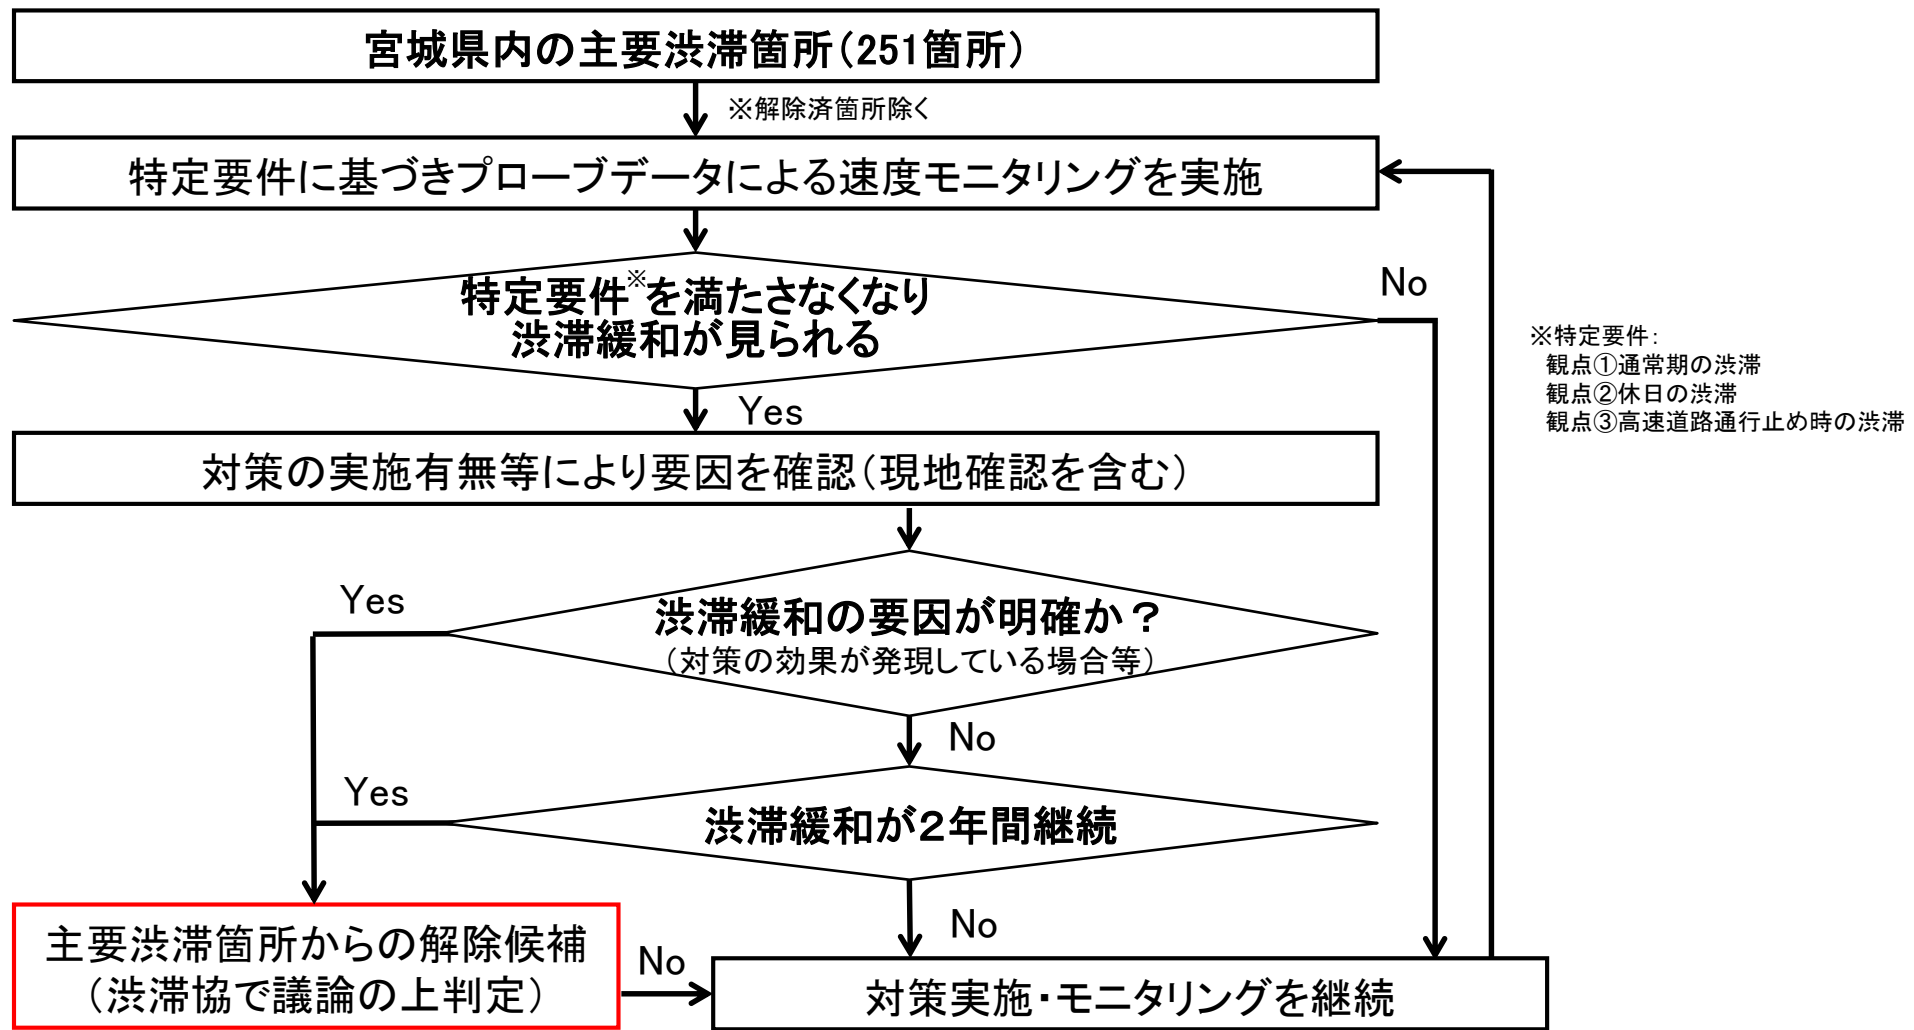 宮城県内の主要渋滞箇所（251箇所）
※解除済箇所除く
特定要件に基づきプローブデータによる速度モニタリングを実施
特定要件※を満たさなくなり
渋滞緩和が見られる
No
※特定要件：
観点①通常期の渋滞
観点②休日の渋滞
観点③高速道路通行止め時の渋滞
Yes
対策の実施有無等により要因を確認（現地確認を含む）
Yes
渋滞緩和の要因が明確か？
（対策の効果が発現している場合等）
No
Yes
渋滞緩和が２年間継続
No
主要渋滞箇所からの解除候補
（渋滞協で議論の上判定）
No
対策実施・モニタリングを継続